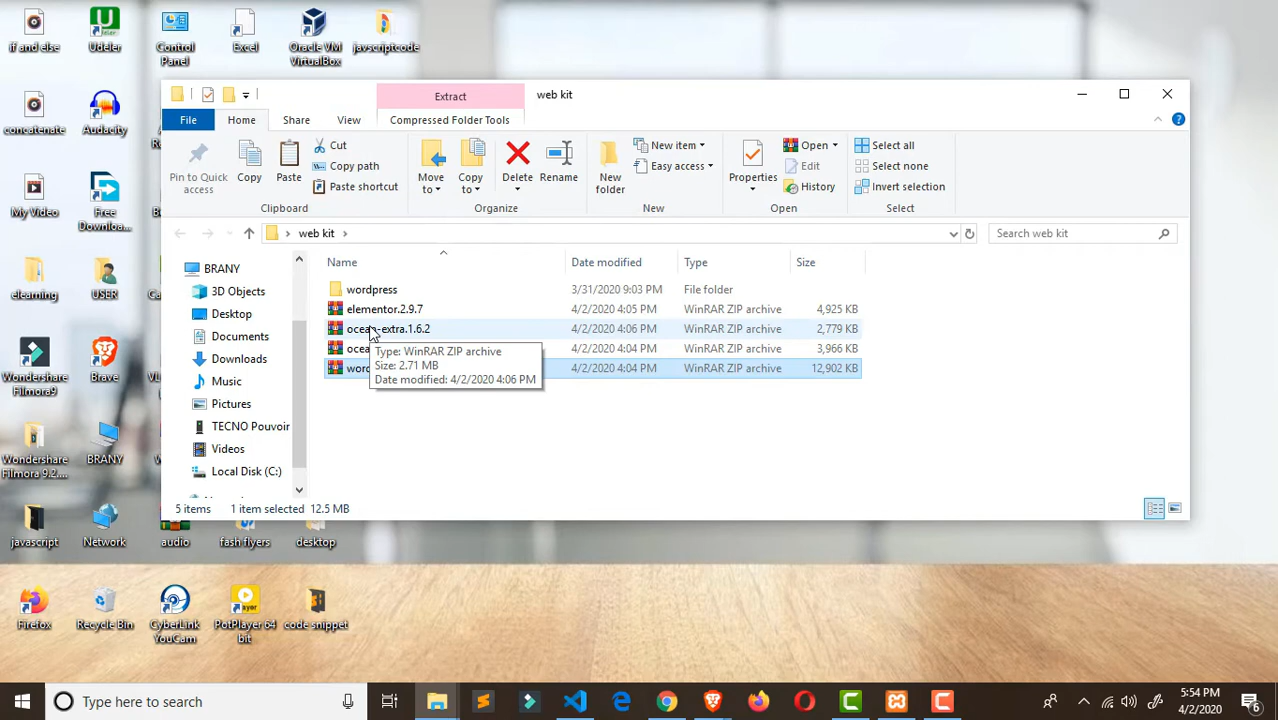 if and else
Udeler
Control Panel
Excel
Oracle VM VirtualBox
javscriptcode
concatenate
Audacity
My Video
Free Downloa...
elearning
USER
Wondershare Filmora9
Brave
Wondershare Filmora 9.2....
BRANY
javascript
Network
audio
fash flyers
desktop
Firefox
Recycle Bin
CyberLink YouCam
PotPlayer 64 bit
code snippet
Extract
web kit
File
Home
Share
View
Compressed Folder Tools
Pin to Quick access
Copy
Paste
Cut
Copy path
Paste shortcut
Clipboard
Move to
Copy to
Delete
Rename
Organize
New folder
New item
Easy access
New
Properties
Open
Edit
History
Open
Select all
Select none
Invert selection
Select
web kit
Search web kit
BRANY
3D Objects
Desktop
Documents
Downloads
Music
Pictures
TECNO Pouvoir
Videos
Local Disk (C:)
Name Date modified Type Size
wordpress 3/31/2020 9:03 PM File folder
elementor.2.9.7 4/2/2020 4:05 PM WinRAR ZIP archive 4,925 KB
ocean-extra.1.6.2 4/2/2020 4:06 PM WinRAR ZIP archive 2,779 KB
ocea 4/2/2020 4:04 PM WinRAR ZIP archive 3,966 KB
word 4/2/2020 4:04 PM WinRAR ZIP archive 12,902 KB
Type: WinRAR ZIP archive
Size: 2.71 MB
Date modified: 4/2/2020 4:06 PM
5 items 1 item selected 12.5 MB
Type here to search
5:54 PM
4/2/2020
6